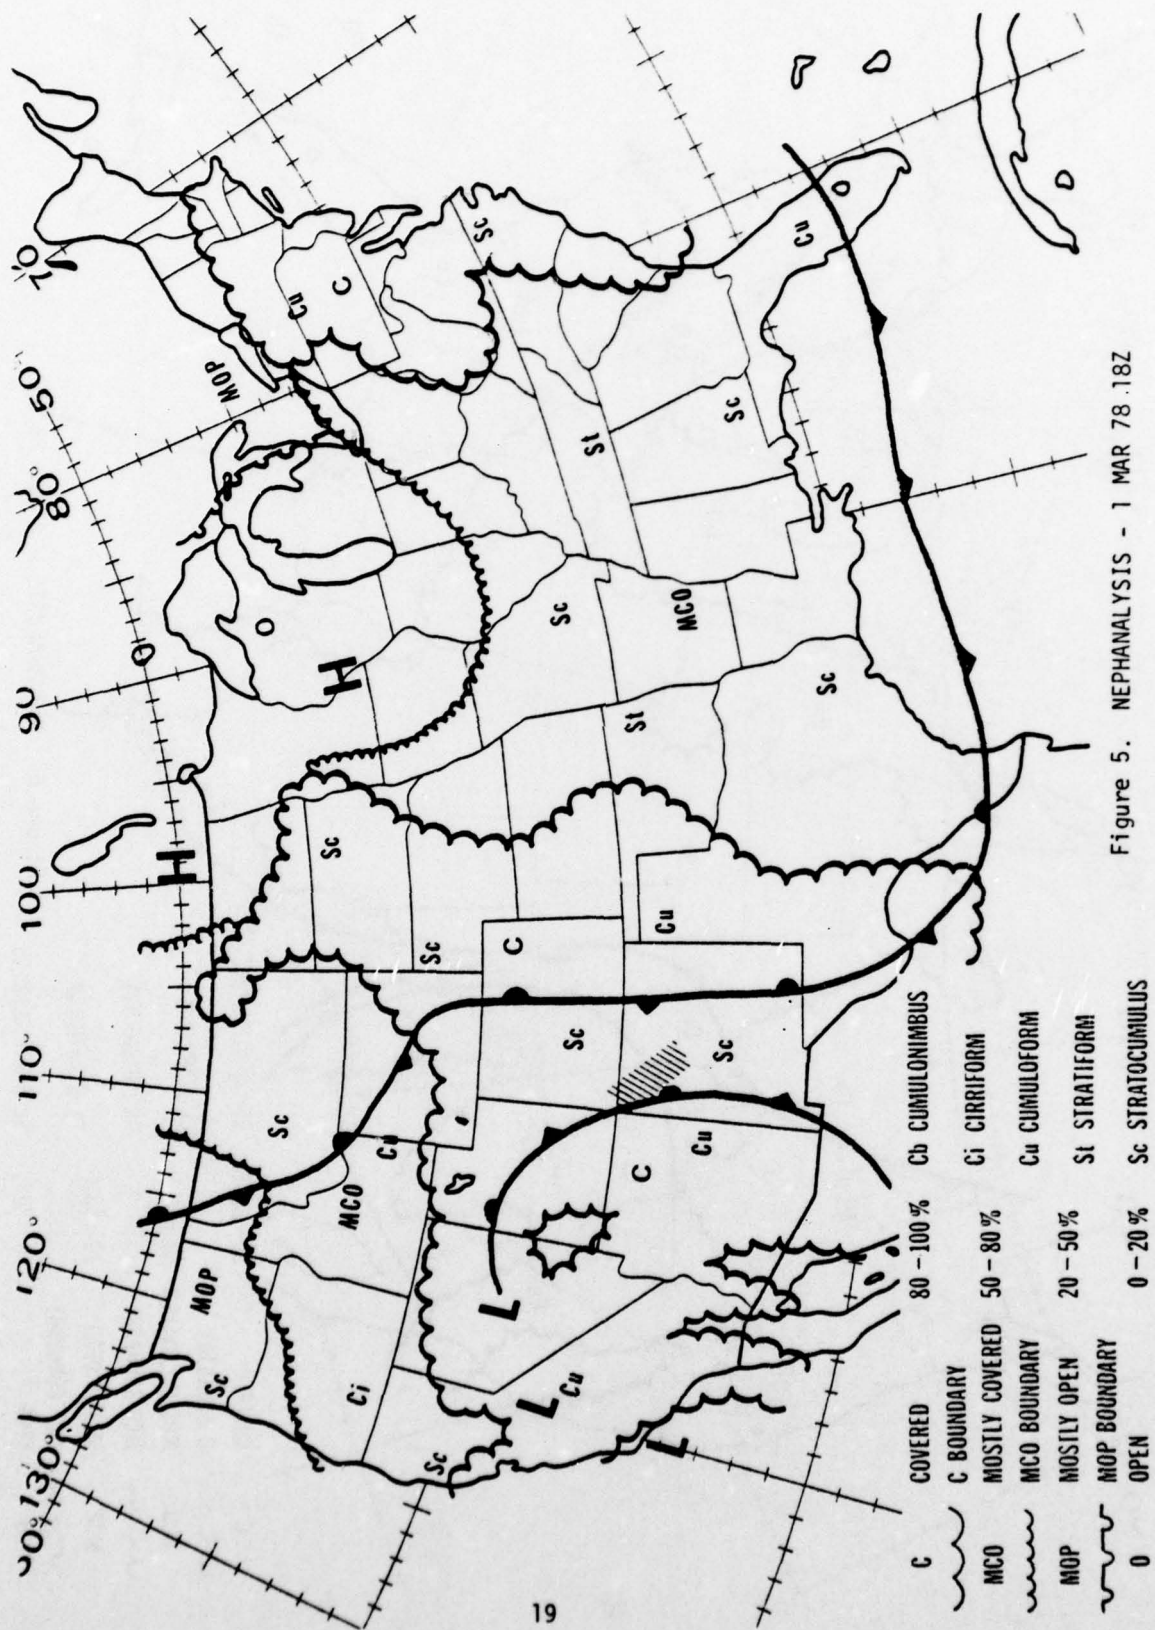 130°
120°
110°
100
90
80°
50
70
H
MOP
MOP
Sc
Sc
O
H
Cu
C
Ci
MCO
Cu
Sc
Sc
Sc
Sc
L
C
Sc
St
L
Cu
C
Sc
Cu
St
MCO
L
Cu
Sc
Sc
Sc
Cu
C COVERED 80 – 100% Cb CUMULONIMBUS
C BOUNDARY
MCO MOSTLY COVERED 50 – 80% Ci CIRRIFORM
MCO BOUNDARY Cu CUMULOFORM
MOP MOSTLY OPEN 20 – 50% St STRATIFORM
MOP BOUNDARY
O OPEN 0 – 20% Sc STRATOCUMULUS
Figure 5. NEPHANALYSIS - 1 MAR 78 18Z
19